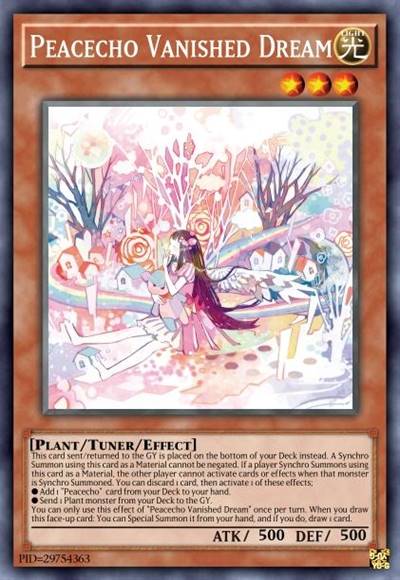 PEACECHO VANISHED DREAM
LIGHT
光
[PLANT/TUNER/EFFECT]
This card sent/returned to the GY is placed on the bottom of your Deck instead. A Synchro
Summon using this card as a Material cannot be negated. If a player Synchro Summons using
this card as a Material, the other player cannot activate cards or effects when that monster
is Synchro Summoned. You can discard 1 card, then activate 1 of these effects;
● Add 1 "Peacecho" card from your Deck to your hand.
● Send 1 Plant monster from your Deck to the GY.
You can only use this effect of "Peacecho Vanished Dream" once per turn. When you draw
this face-up card: You can Special Summon it from your hand, and if you do, draw 1 card.
ATK/ 500 DEF/ 500
PID=29754363